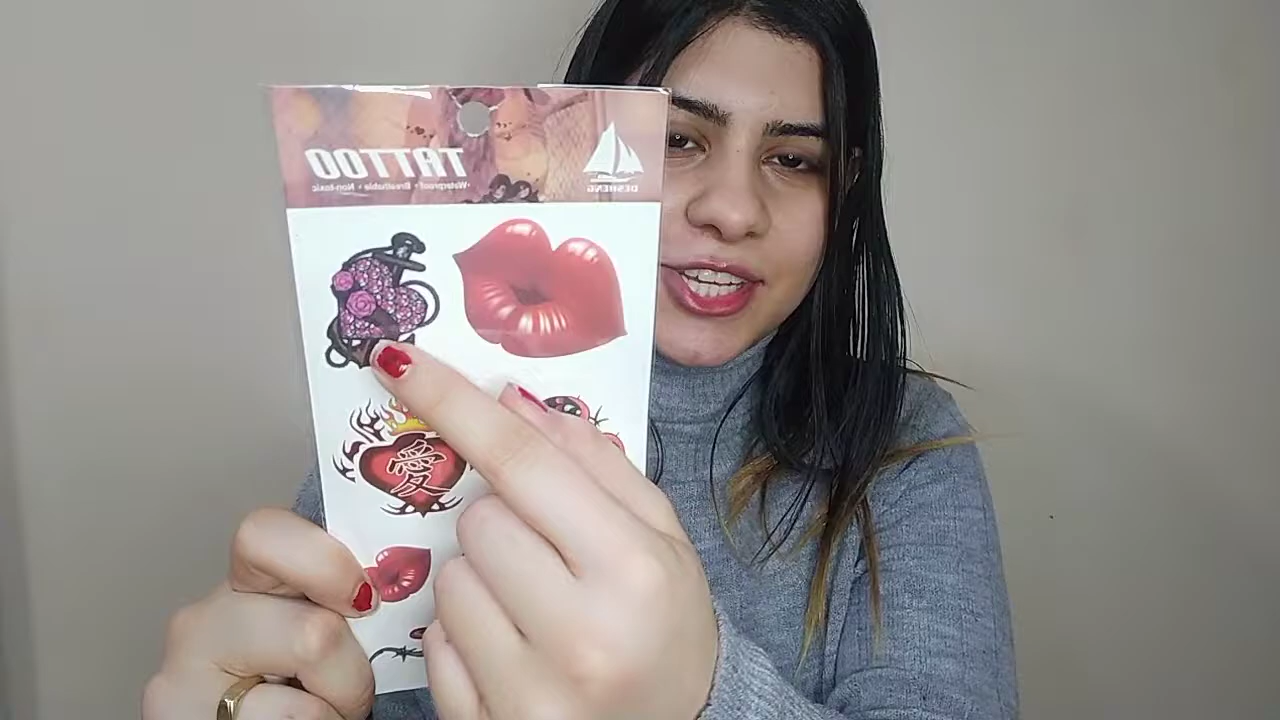 TATTOO
Waterproof • Breathable • Non-toxic
DESHENG
愛